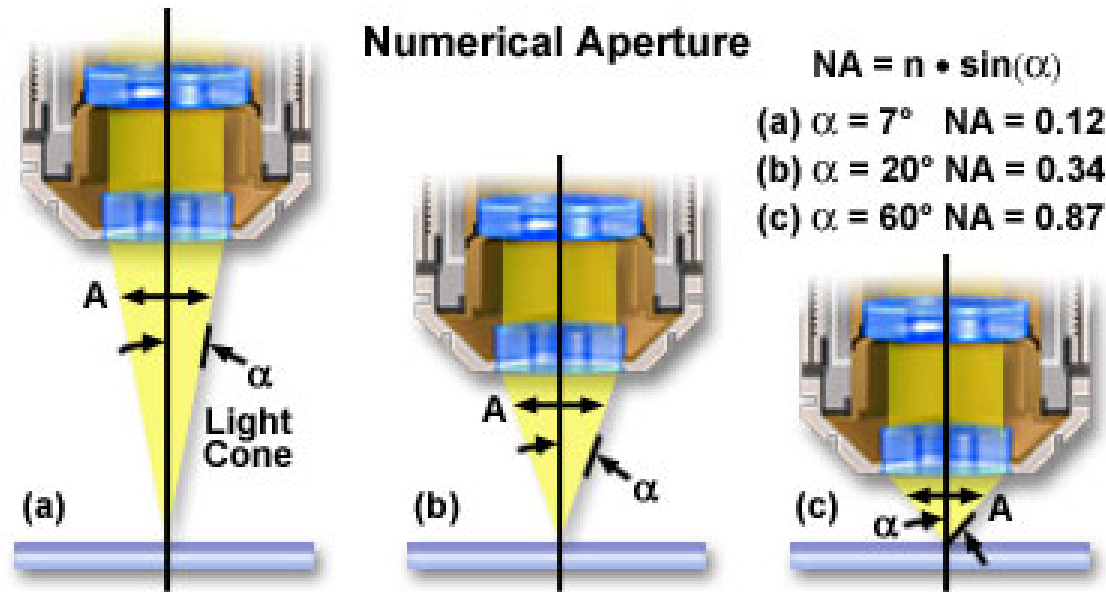 Numerical Aperture
NA = n • sin(α)
(a) α = 7° NA = 0.12
(b) α = 20° NA = 0.34
(c) α = 60° NA = 0.87
A
α
Light
Cone
(a)
A
α
(b)
A
α
(c)